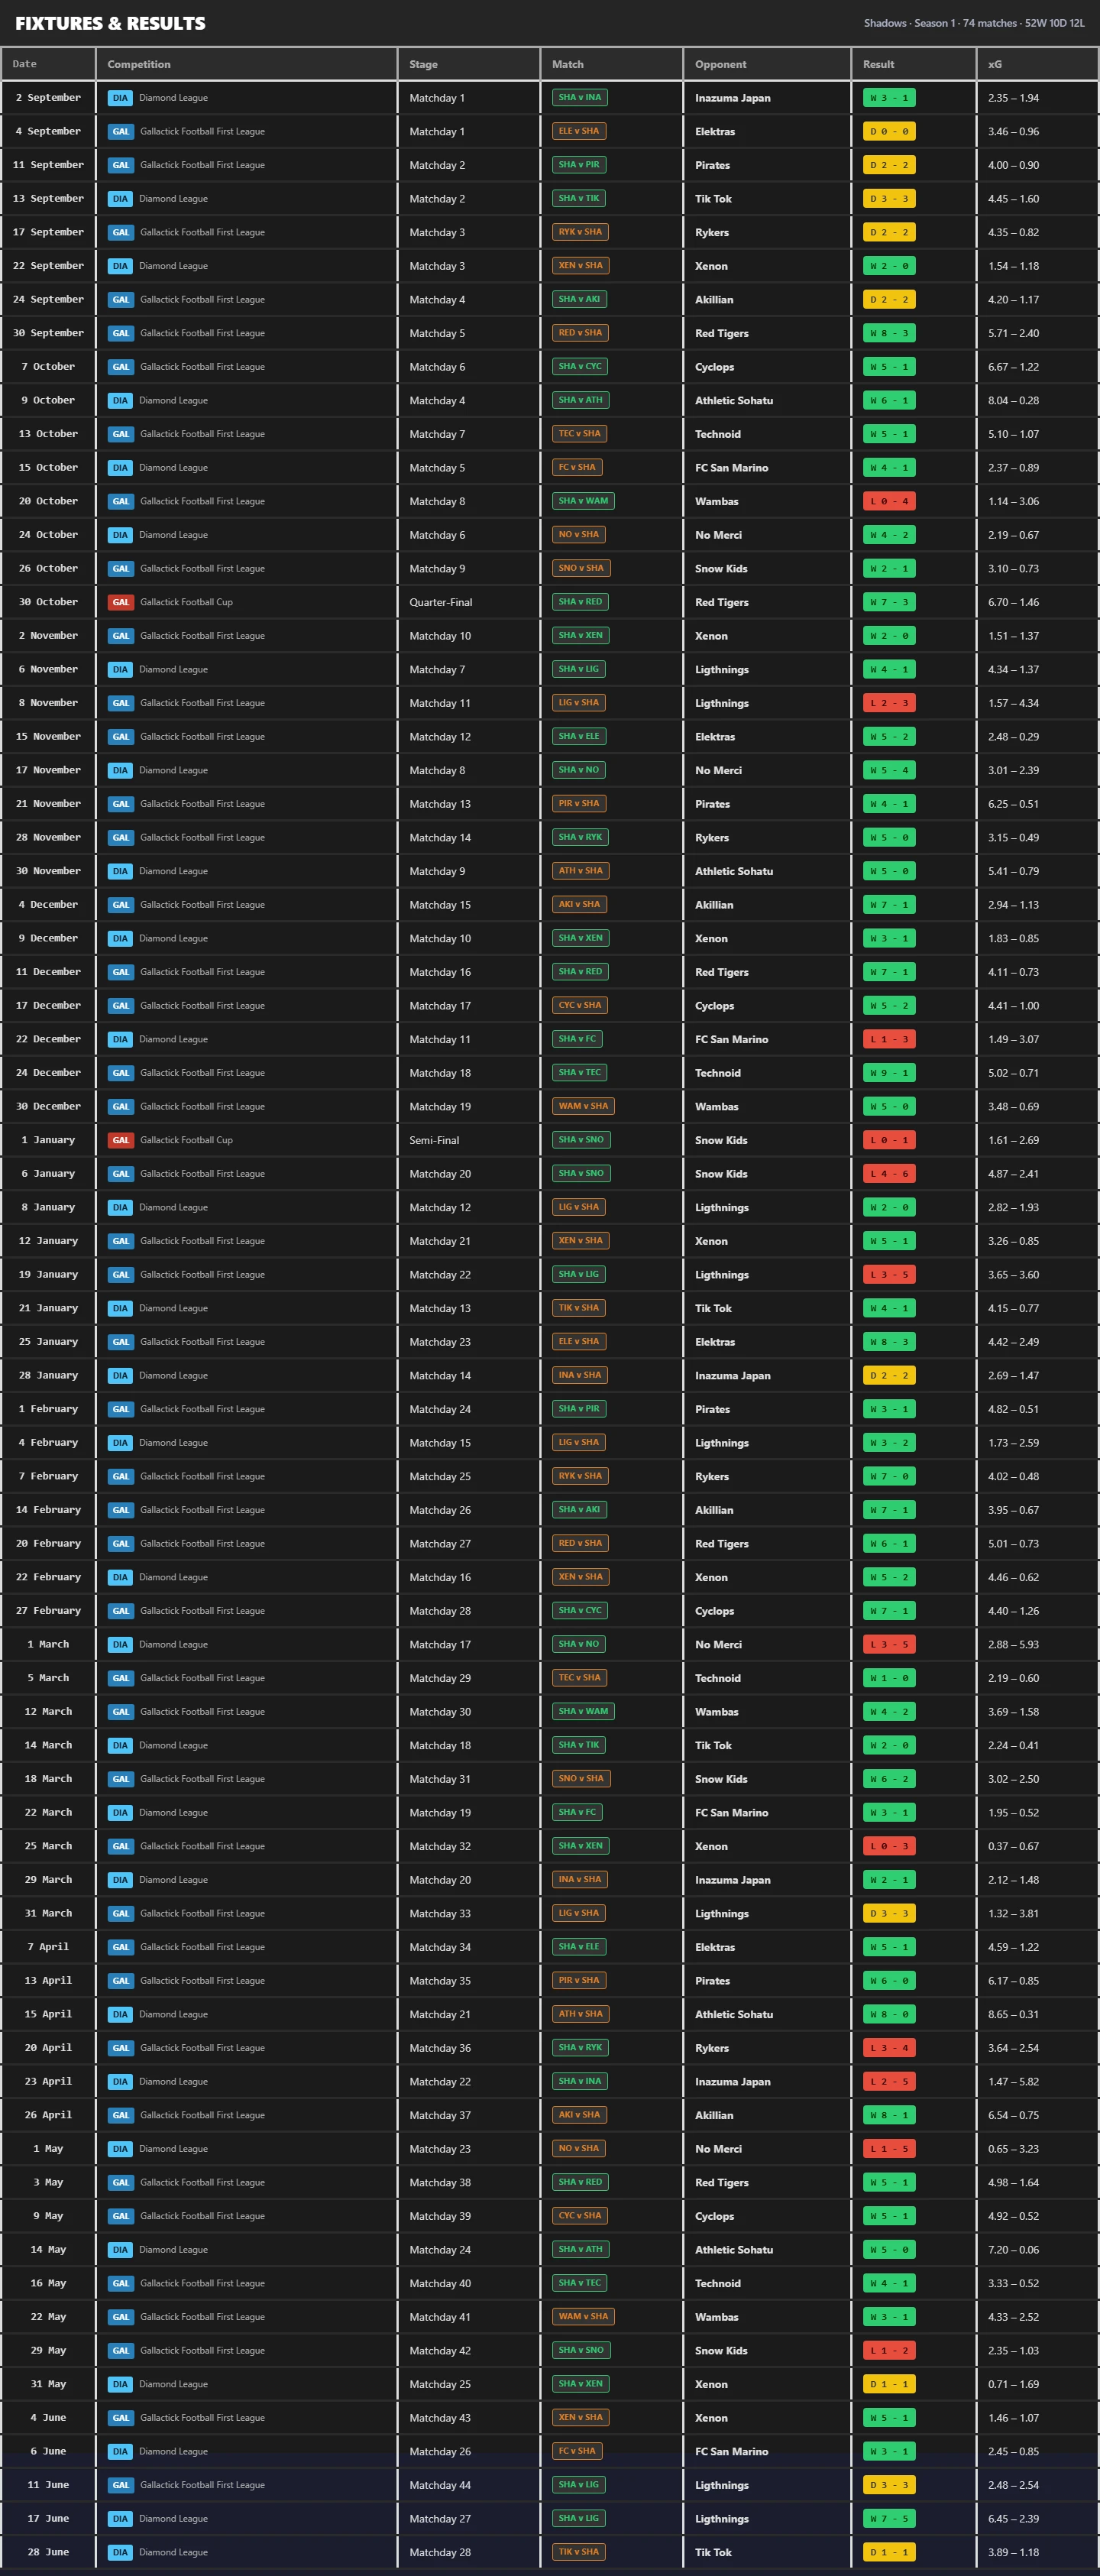 FIXTURES & RESULTS Shadows · Season 1 · 74 matches · 52W 10D 12L
Date Competition Stage Match Opponent Result xG
2 September DIA Diamond League Matchday 1 SHA v INA Inazuma Japan W 3 - 1 2.35 – 1.94
4 September GAL Gallactick Football First League Matchday 1 ELE v SHA Elektras D 0 - 0 3.46 – 0.96
11 September GAL Gallactick Football First League Matchday 2 SHA v PIR Pirates D 2 - 2 4.00 – 0.90
13 September DIA Diamond League Matchday 2 SHA v TIK Tik Tok D 3 - 3 4.45 – 1.60
17 September GAL Gallactick Football First League Matchday 3 RYK v SHA Rykers D 2 - 2 4.35 – 0.82
22 September DIA Diamond League Matchday 3 XEN v SHA Xenon W 2 - 0 1.54 – 1.18
24 September GAL Gallactick Football First League Matchday 4 SHA v AKI Akillian D 2 - 2 4.20 – 1.17
30 September GAL Gallactick Football First League Matchday 5 RED v SHA Red Tigers W 8 - 3 5.71 – 2.40
7 October GAL Gallactick Football First League Matchday 6 SHA v CYC Cyclops W 5 - 1 6.67 – 1.22
9 October DIA Diamond League Matchday 4 SHA v ATH Athletic Sohatu W 6 - 1 8.04 – 0.28
13 October GAL Gallactick Football First League Matchday 7 TEC v SHA Technoid W 5 - 1 5.10 – 1.07
15 October DIA Diamond League Matchday 5 FC v SHA FC San Marino W 4 - 1 2.37 – 0.89
20 October GAL Gallactick Football First League Matchday 8 SHA v WAM Wambas L 0 - 4 1.14 – 3.06
24 October DIA Diamond League Matchday 6 NO v SHA No Merci W 4 - 2 2.19 – 0.67
26 October GAL Gallactick Football First League Matchday 9 SNO v SHA Snow Kids W 2 - 1 3.10 – 0.73
30 October GAL Gallactick Football Cup Quarter-Final SHA v RED Red Tigers W 7 - 3 6.70 – 1.46
2 November GAL Gallactick Football First League Matchday 10 SHA v XEN Xenon W 2 - 0 1.51 – 1.37
6 November DIA Diamond League Matchday 7 SHA v LIG Ligthnings W 4 - 1 4.34 – 1.37
8 November GAL Gallactick Football First League Matchday 11 LIG v SHA Ligthnings L 2 - 3 1.57 – 4.34
15 November GAL Gallactick Football First League Matchday 12 SHA v ELE Elektras W 5 - 2 2.48 – 0.29
17 November DIA Diamond League Matchday 8 SHA v NO No Merci W 5 - 4 3.01 – 2.39
21 November GAL Gallactick Football First League Matchday 13 PIR v SHA Pirates W 4 - 1 6.25 – 0.51
28 November GAL Gallactick Football First League Matchday 14 SHA v RYK Rykers W 5 - 0 3.15 – 0.49
30 November DIA Diamond League Matchday 9 ATH v SHA Athletic Sohatu W 5 - 0 5.41 – 0.79
4 December GAL Gallactick Football First League Matchday 15 AKI v SHA Akillian W 7 - 1 2.94 – 1.13
9 December DIA Diamond League Matchday 10 SHA v XEN Xenon W 3 - 1 1.83 – 0.85
11 December GAL Gallactick Football First League Matchday 16 SHA v RED Red Tigers W 7 - 1 4.11 – 0.73
17 December GAL Gallactick Football First League Matchday 17 CYC v SHA Cyclops W 5 - 2 4.41 – 1.00
22 December DIA Diamond League Matchday 11 SHA v FC FC San Marino L 1 - 3 1.49 – 3.07
24 December GAL Gallactick Football First League Matchday 18 SHA v TEC Technoid W 9 - 1 5.02 – 0.71
30 December GAL Gallactick Football First League Matchday 19 WAM v SHA Wambas W 5 - 0 3.48 – 0.69
1 January GAL Gallactick Football Cup Semi-Final SHA v SNO Snow Kids L 0 - 1 1.61 – 2.69
6 January GAL Gallactick Football First League Matchday 20 SHA v SNO Snow Kids L 4 - 6 4.87 – 2.41
8 January DIA Diamond League Matchday 12 LIG v SHA Ligthnings W 2 - 0 2.82 – 1.93
12 January GAL Gallactick Football First League Matchday 21 XEN v SHA Xenon W 5 - 1 3.26 – 0.85
19 January GAL Gallactick Football First League Matchday 22 SHA v LIG Ligthnings L 3 - 5 3.65 – 3.60
21 January DIA Diamond League Matchday 13 TIK v SHA Tik Tok W 4 - 1 4.15 – 0.77
25 January GAL Gallactick Football First League Matchday 23 ELE v SHA Elektras W 8 - 3 4.42 – 2.49
28 January DIA Diamond League Matchday 14 INA v SHA Inazuma Japan D 2 - 2 2.69 – 1.47
1 February GAL Gallactick Football First League Matchday 24 SHA v PIR Pirates W 3 - 1 4.82 – 0.51
4 February DIA Diamond League Matchday 15 LIG v SHA Ligthnings W 3 - 2 1.73 – 2.59
7 February GAL Gallactick Football First League Matchday 25 RYK v SHA Rykers W 7 - 0 4.02 – 0.48
14 February GAL Gallactick Football First League Matchday 26 SHA v AKI Akillian W 7 - 1 3.95 – 0.67
20 February GAL Gallactick Football First League Matchday 27 RED v SHA Red Tigers W 6 - 1 5.01 – 0.73
22 February DIA Diamond League Matchday 16 XEN v SHA Xenon W 5 - 2 4.46 – 0.62
27 February GAL Gallactick Football First League Matchday 28 SHA v CYC Cyclops W 7 - 1 4.40 – 1.26
1 March DIA Diamond League Matchday 17 SHA v NO No Merci L 3 - 5 2.88 – 5.93
5 March GAL Gallactick Football First League Matchday 29 TEC v SHA Technoid W 1 - 0 2.19 – 0.60
12 March GAL Gallactick Football First League Matchday 30 SHA v WAM Wambas W 4 - 2 3.69 – 1.58
14 March DIA Diamond League Matchday 18 SHA v TIK Tik Tok W 2 - 0 2.24 – 0.41
18 March GAL Gallactick Football First League Matchday 31 SNO v SHA Snow Kids W 6 - 2 3.02 – 2.50
22 March DIA Diamond League Matchday 19 SHA v FC FC San Marino W 3 - 1 1.95 – 0.52
25 March GAL Gallactick Football First League Matchday 32 SHA v XEN Xenon L 0 - 3 0.37 – 0.67
29 March DIA Diamond League Matchday 20 INA v SHA Inazuma Japan W 2 - 1 2.12 – 1.48
31 March GAL Gallactick Football First League Matchday 33 LIG v SHA Ligthnings D 3 - 3 1.32 – 3.81
7 April GAL Gallactick Football First League Matchday 34 SHA v ELE Elektras W 5 - 1 4.59 – 1.22
13 April GAL Gallactick Football First League Matchday 35 PIR v SHA Pirates W 6 - 0 6.17 – 0.85
15 April DIA Diamond League Matchday 21 ATH v SHA Athletic Sohatu W 8 - 0 8.65 – 0.31
20 April GAL Gallactick Football First League Matchday 36 SHA v RYK Rykers L 3 - 4 3.64 – 2.54
23 April DIA Diamond League Matchday 22 SHA v INA Inazuma Japan L 2 - 5 1.47 – 5.82
26 April GAL Gallactick Football First League Matchday 37 AKI v SHA Akillian W 8 - 1 6.54 – 0.75
1 May DIA Diamond League Matchday 23 NO v SHA No Merci L 1 - 5 0.65 – 3.23
3 May GAL Gallactick Football First League Matchday 38 SHA v RED Red Tigers W 5 - 1 4.98 – 1.64
9 May GAL Gallactick Football First League Matchday 39 CYC v SHA Cyclops W 5 - 1 4.92 – 0.52
14 May DIA Diamond League Matchday 24 SHA v ATH Athletic Sohatu W 5 - 0 7.20 – 0.06
16 May GAL Gallactick Football First League Matchday 40 SHA v TEC Technoid W 4 - 1 3.33 – 0.52
22 May GAL Gallactick Football First League Matchday 41 WAM v SHA Wambas W 3 - 1 4.33 – 2.52
29 May GAL Gallactick Football First League Matchday 42 SHA v SNO Snow Kids L 1 - 2 2.35 – 1.03
31 May DIA Diamond League Matchday 25 SHA v XEN Xenon D 1 - 1 0.71 – 1.69
4 June GAL Gallactick Football First League Matchday 43 XEN v SHA Xenon W 5 - 1 1.46 – 1.07
6 June DIA Diamond League Matchday 26 FC v SHA FC San Marino W 3 - 1 2.45 – 0.85
11 June GAL Gallactick Football First League Matchday 44 SHA v LIG Ligthnings D 3 - 3 2.48 – 2.54
17 June DIA Diamond League Matchday 27 SHA v LIG Ligthnings W 7 - 5 6.45 – 2.39
28 June DIA Diamond League Matchday 28 TIK v SHA Tik Tok D 1 - 1 3.89 – 1.18